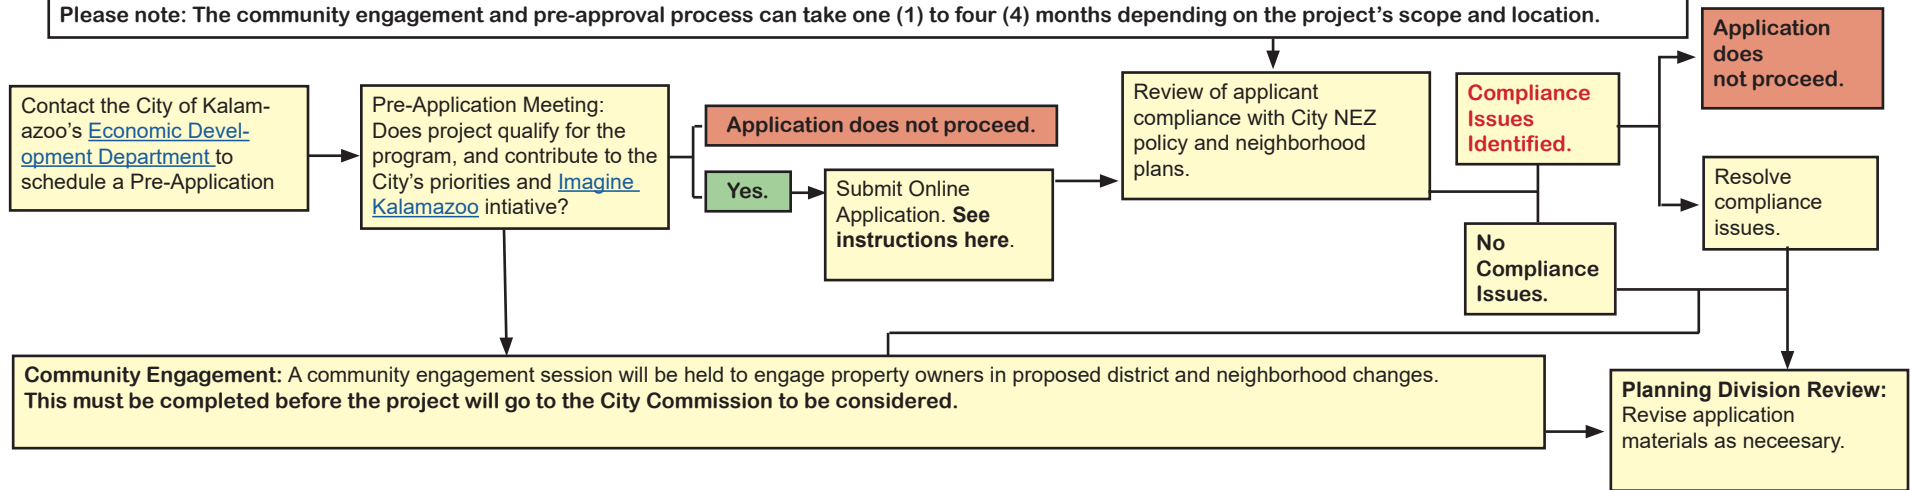 Please note: The community engagement and pre-approval process can take one (1) to four (4) months depending on the project's scope and location.
Contact the City of Kalam-
azoo's Economic Devel-
opment Department to
schedule a Pre-Application
Pre-Application Meeting:
Does project qualify for the
program, and contribute to the
City's priorities and Imagine
Kalamazoo intiative?
Application does not proceed.
Yes.
Submit Online
Application. See
instructions here.
Review of applicant
compliance with City NEZ
policy and neighborhood
plans.
Compliance
Issues
Identified.
No
Compliance
Issues.
Application
does
not proceed.
Resolve
compliance
issues.
Community Engagement: A community engagement session will be held to engage property owners in proposed district and neighborhood changes.
This must be completed before the project will go to the City Commission to be considered.
Planning Division Review:
Revise application
materials as neceesary.